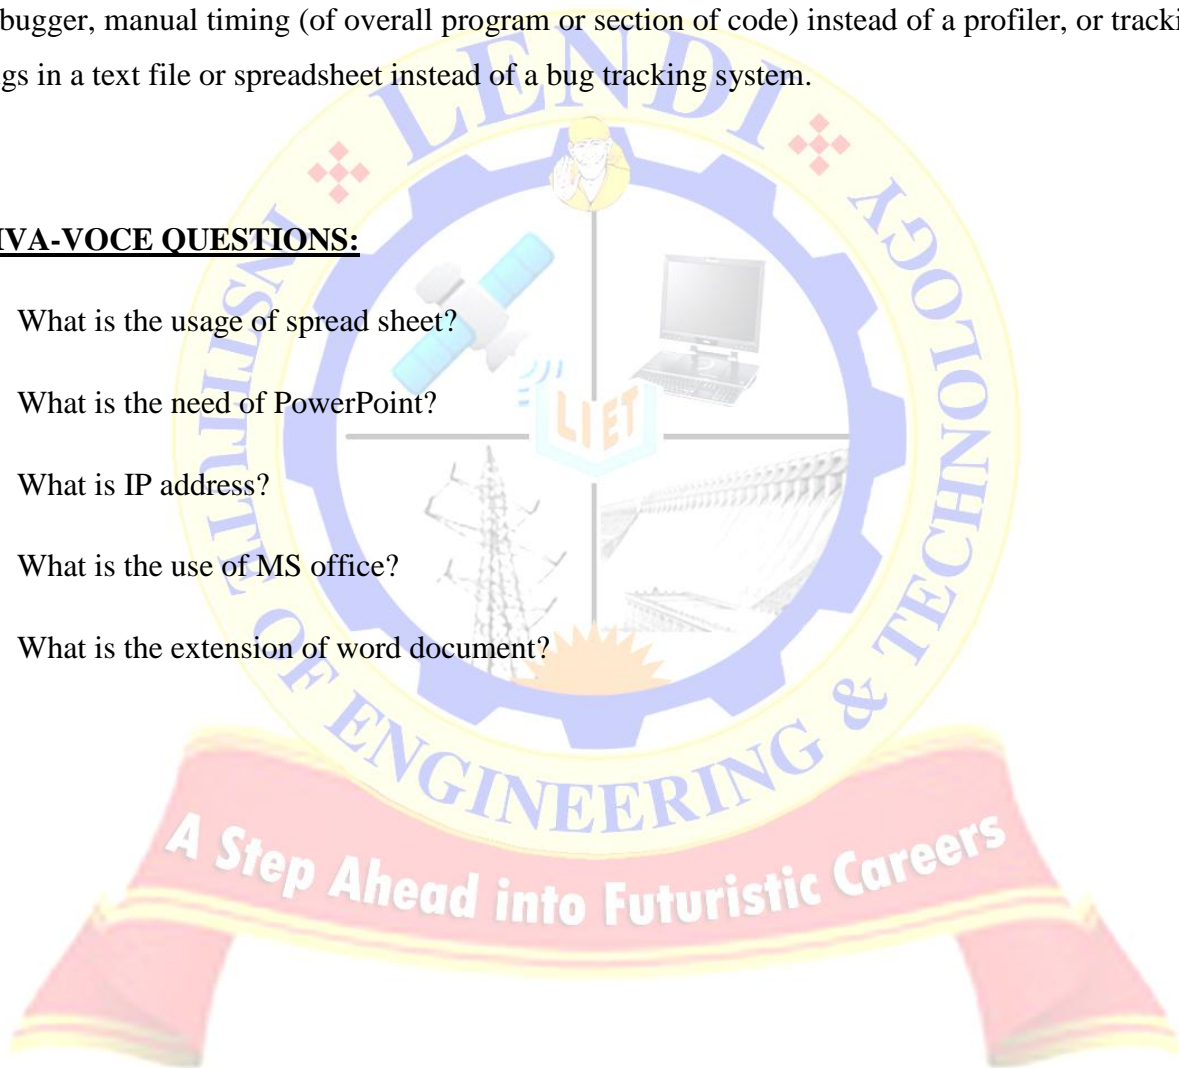 bugger, manual timing (of overall program or section of code) instead of a profiler, or tracki
gs in a text file or spreadsheet instead of a bug tracking system.
IVA-VOCE QUESTIONS:
What is the usage of spread sheet?
What is the need of PowerPoint?
What is IP address?
What is the use of MS office?
What is the extension of word document?
LENDI
INSTITUTE OF ENGINEERING & TECHNOLOGY
LIET
A Step Ahead into Futuristic Careers